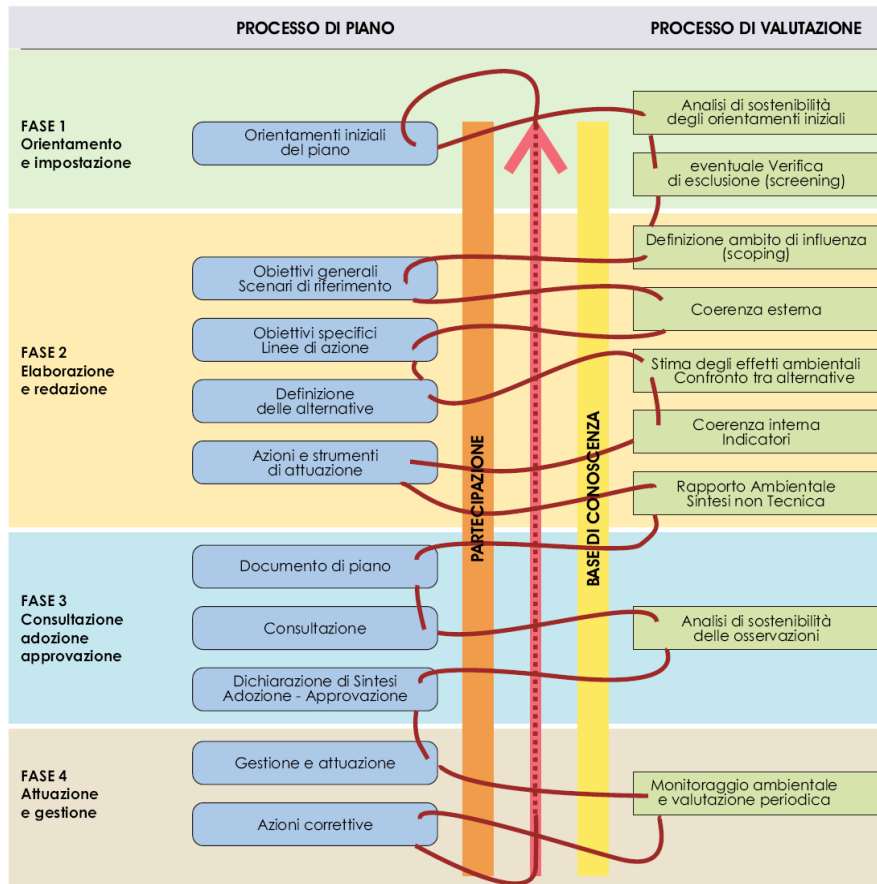 PROCESSO DI PIANO
PROCESSO DI VALUTAZIONE
FASE 1
Orientamento
e impostazione
Orientamenti iniziali
del piano
Analisi di sostenibilità
degli orientamenti iniziali
eventuale Verifica
di esclusione (screening)
FASE 2
Elaborazione
e redazione
Definizione ambito di influenza
(scoping)
Obiettivi generali
Scenari di riferimento
Coerenza esterna
Obiettivi specifici
Linee di azione
Stima degli effetti ambientali
Confronto tra alternative
Definizione
delle alternative
Coerenza interna
Indicatori
Azioni e strumenti
di attuazione
Rapporto Ambientale
Sintesi non Tecnica
PARTECIPAZIONE
BASE DI CONOSCENZA
FASE 3
Consultazione
adozione
approvazione
Documento di piano
Consultazione
Analisi di sostenibilità
delle osservazioni
Dichiarazione di Sintesi
Adozione - Approvazione
FASE 4
Attuazione
e gestione
Gestione e attuazione
Monitoraggio ambientale
e valutazione periodica
Azioni correttive